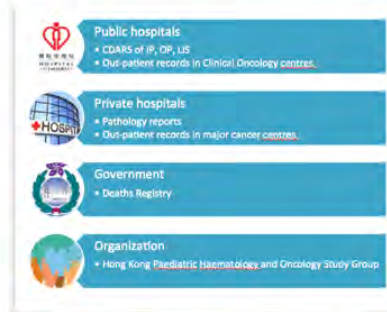 Public hospitals
• CDARS of IP, OP, LIS
• Out-patient records in Clinical Oncology centres.
HOSPITAL
AUTHORITY
Private hospitals
• Pathology reports
• Out-patient records in major cancer centres.
HOSPIT
Government
• Deaths Registry
Organization
• Hong Kong Paediatric Haematology and Oncology Study Group